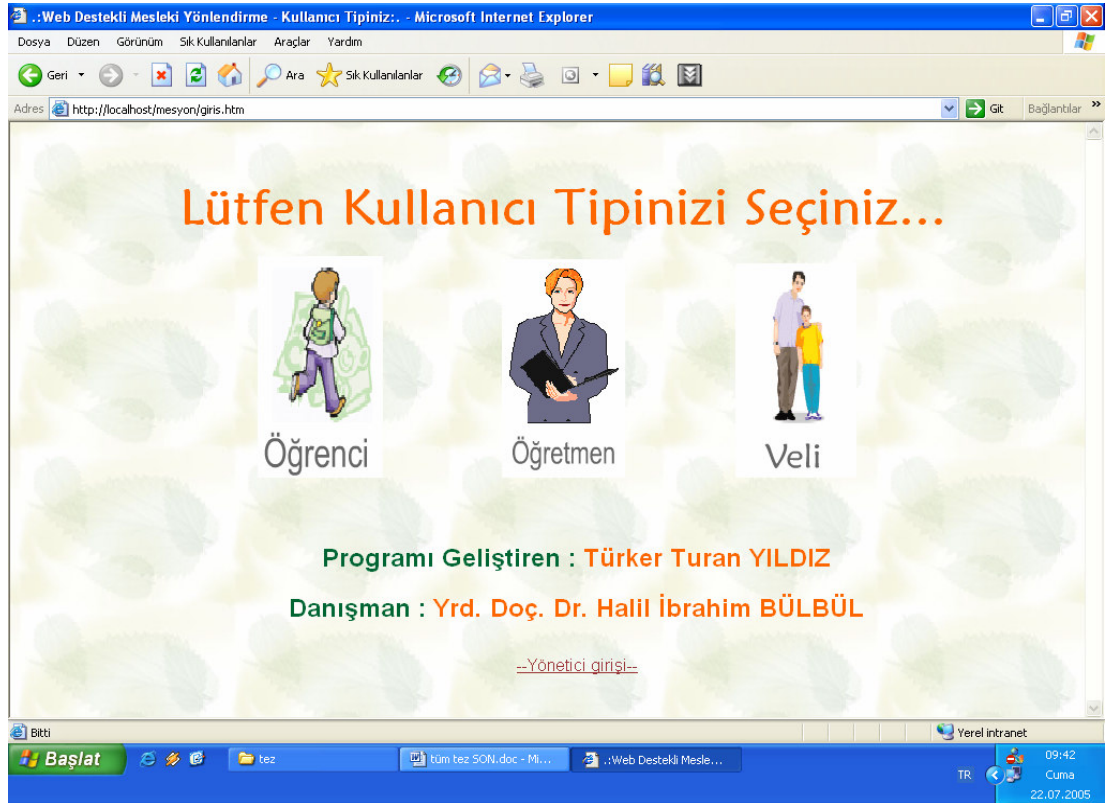 .:Web Destekli Mesleki Yönlendirme - Kullanıcı Tipiniz:. - Microsoft Internet Explorer
Dosya Düzen Görünüm Sık Kullanılanlar Araçlar Yardım
Geri Ara Sık Kullanılanlar
Adres http://localhost/mesyon/giris.htm Git Bağlantılar »
Lütfen Kullanıcı Tipinizi Seçiniz...
Öğrenci Öğretmen Veli
Programı Geliştiren : Türker Turan YILDIZ
Danışman : Yrd. Doç. Dr. Halil İbrahim BÜLBÜL
--Yönetici girişi--
Bitti Yerel intranet
Başlat tez tüm tez SON.doc - Mi... .:Web Destekli Mesle... TR 09:42
Cuma
22.07.2005